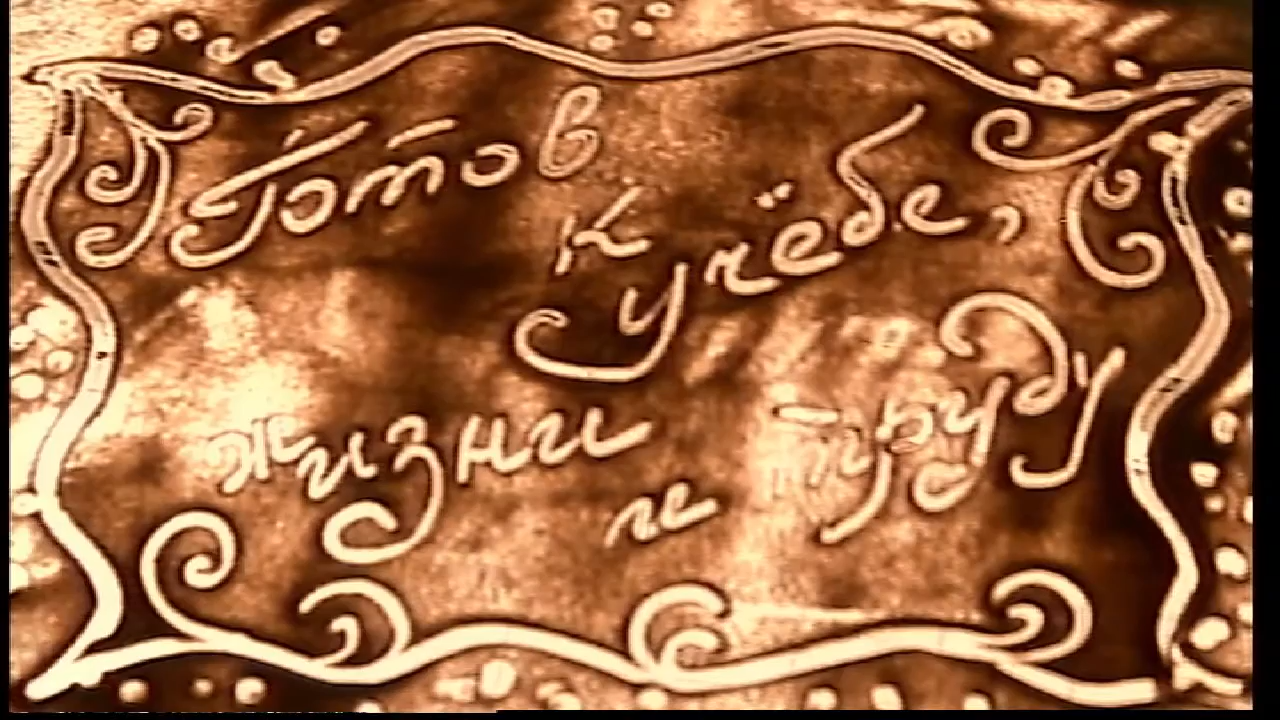 Готов
к учёбе,
жизни
и труду